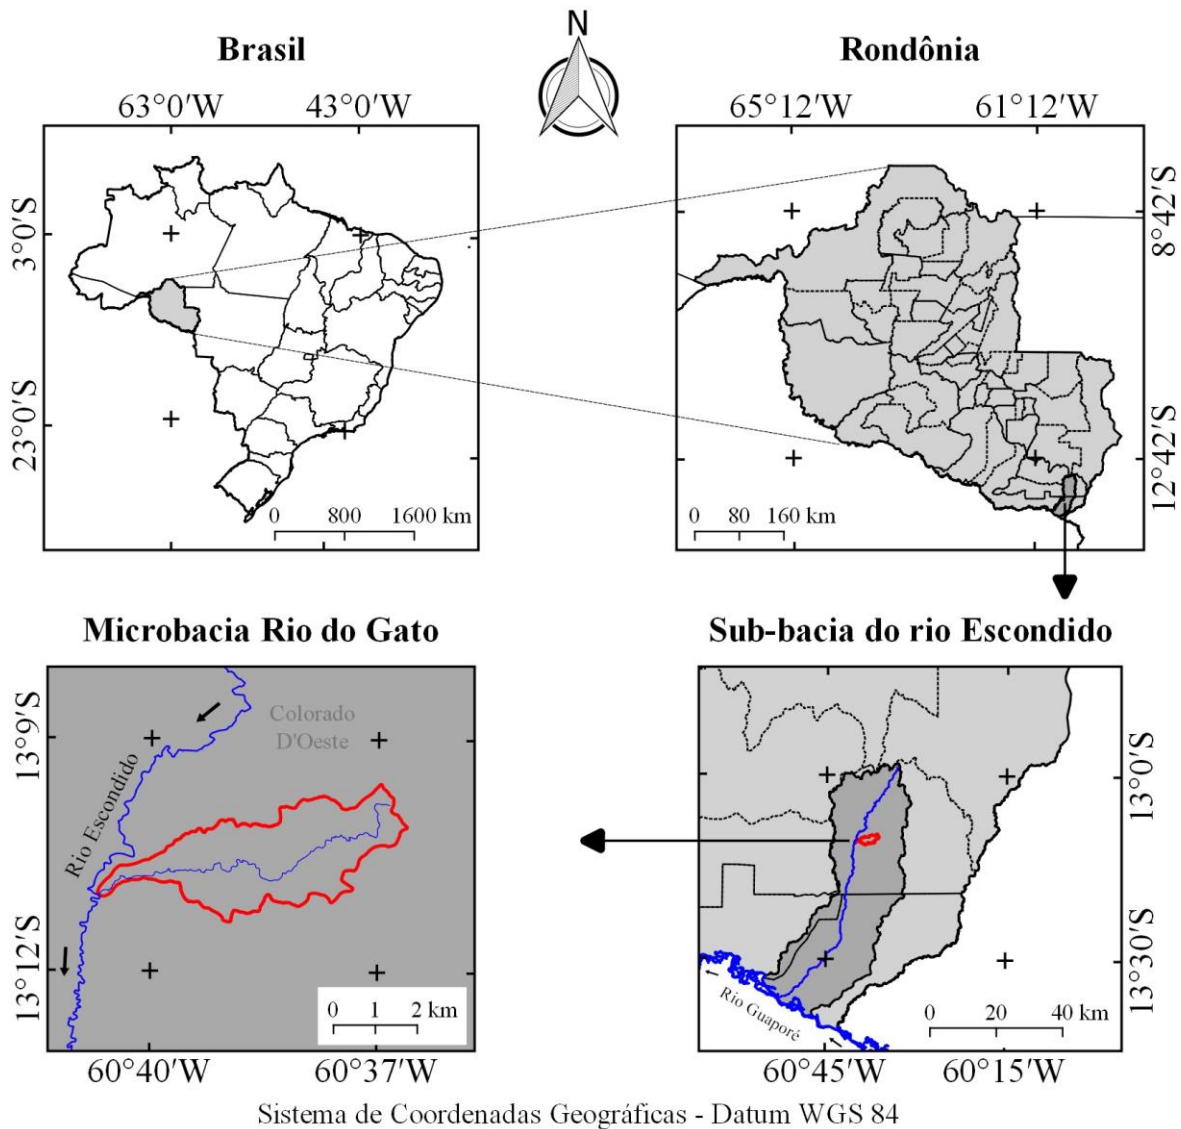 Brasil
N
Rondônia
63°0'W 43°0'W
65°12'W 61°12'W
3°0'S
23°0'S
8°42'S
12°42'S
0 800 1600 km
0 80 160 km
Microbacia Rio do Gato
Sub-bacia do rio Escondido
13°9'S
13°12'S
Colorado
D'Oeste
Rio Escondido
0 1 2 km
60°40'W 60°37'W
13°0'S
13°30'S
Rio Guaporé
0 20 40 km
60°45'W 60°15'W
Sistema de Coordenadas Geográficas - Datum WGS 84